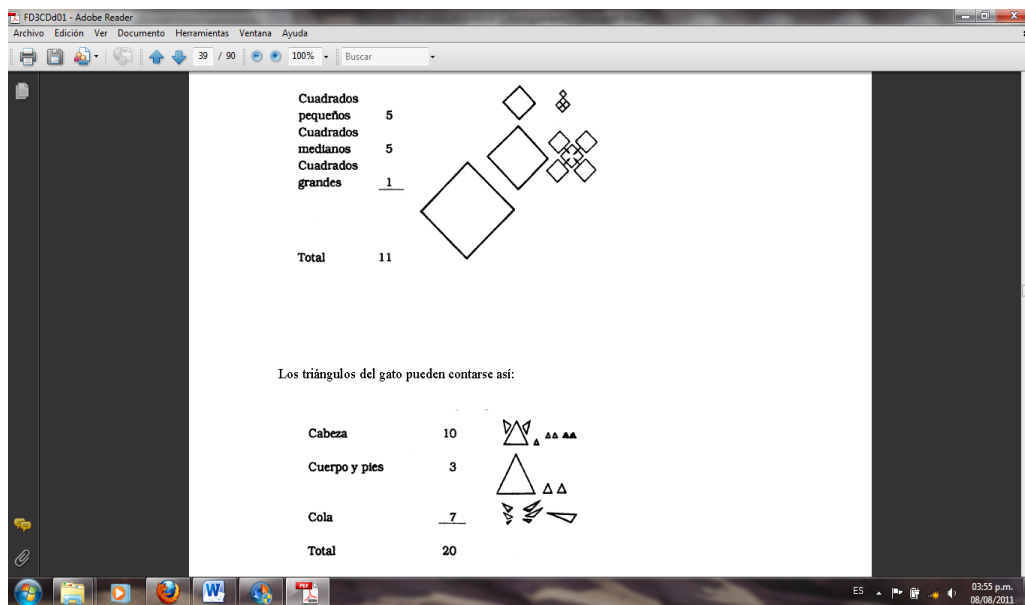 FD3CDd01 - Adobe Reader
Archivo Edición Ver Documento Herramientas Ventana Ayuda
39 / 90 100% Buscar
Cuadrados
pequeños 5
Cuadrados
medianos 5
Cuadrados
grandes 1
Total 11
Los triángulos del gato pueden contarse así:
Cabeza 10
Cuerpo y pies 3
Cola 7
Total 20
ES 03:55 p.m.
08/08/2011